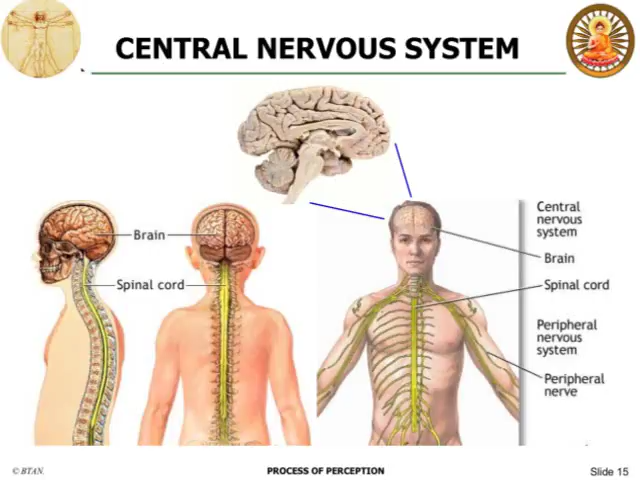 CENTRAL NERVOUS SYSTEM
Brain
Spinal cord
Central
nervous
system
Brain
Spinal cord
Peripheral
nervous
system
Peripheral
nerve
© BTAN.
PROCESS OF PERCEPTION
Slide 15